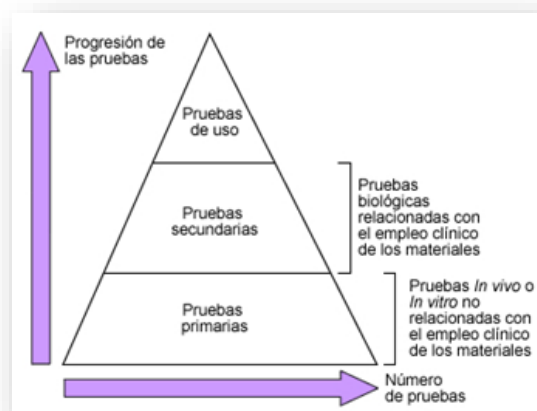 Progresión de
las pruebas
Pruebas
de uso
Pruebas
secundarias
Pruebas
biológicas
relacionadas con
el empleo clínico
de los materiales
Pruebas
primarias
Pruebas In vivo o
In vitro no
relacionadas con
el empleo clínico
de los materiales
Número
de pruebas